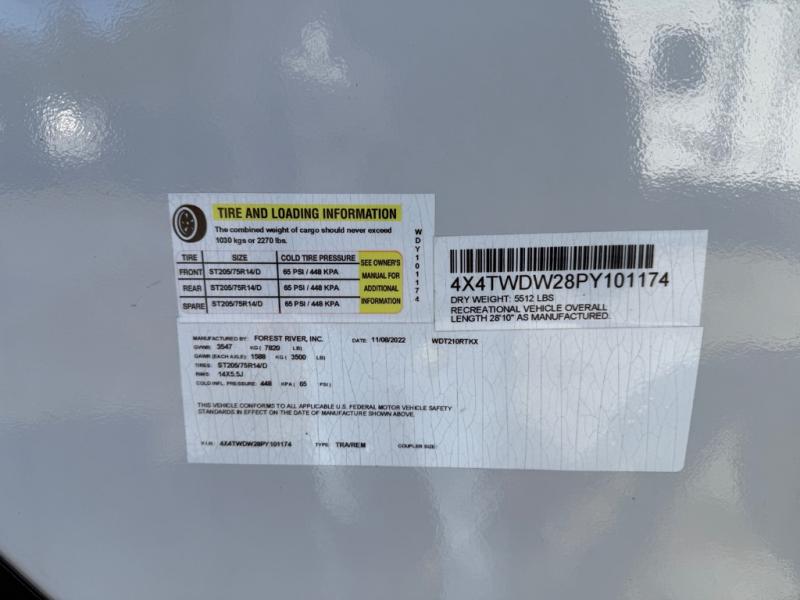 TIRE AND LOADING INFORMATION
The combined weight of cargo should never exceed
1030 kgs or 2270 lbs.
TIRE SIZE COLD TIRE PRESSURE
FRONT ST205/75R14/D 65 PSI / 448 KPA
REAR ST205/75R14/D 65 PSI / 448 KPA
SPARE ST205/75R14/D 65 PSI / 448 KPA
SEE OWNER'S
MANUAL FOR
ADDITIONAL
INFORMATION
WDY101174
4X4TWDW28PY101174
DRY WEIGHT: 5512 LBS
RECREATIONAL VEHICLE OVERALL
LENGTH 28'10" AS MANUFACTURED.
MANUFACTURED BY: FOREST RIVER, INC. DATE: 11/08/2022 WDT210RTKX
GVWR: 3547 KG ( 7820 LB)
GAWR (EACH AXLE): 1588 KG ( 3500 LB)
TIRES: ST205/75R14/D
RIMS: 14X5.5J
COLD INFL. PRESSURE: 448 KPA ( 65 PSI)
THIS VEHICLE CONFORMS TO ALL APPLICABLE U.S. FEDERAL MOTOR VEHICLE SAFETY
STANDARDS IN EFFECT ON THE DATE OF MANUFACTURE SHOWN ABOVE.
V.I.N.: 4X4TWDW28PY101174 TYPE: TRA/REM COUPLER SIZE: